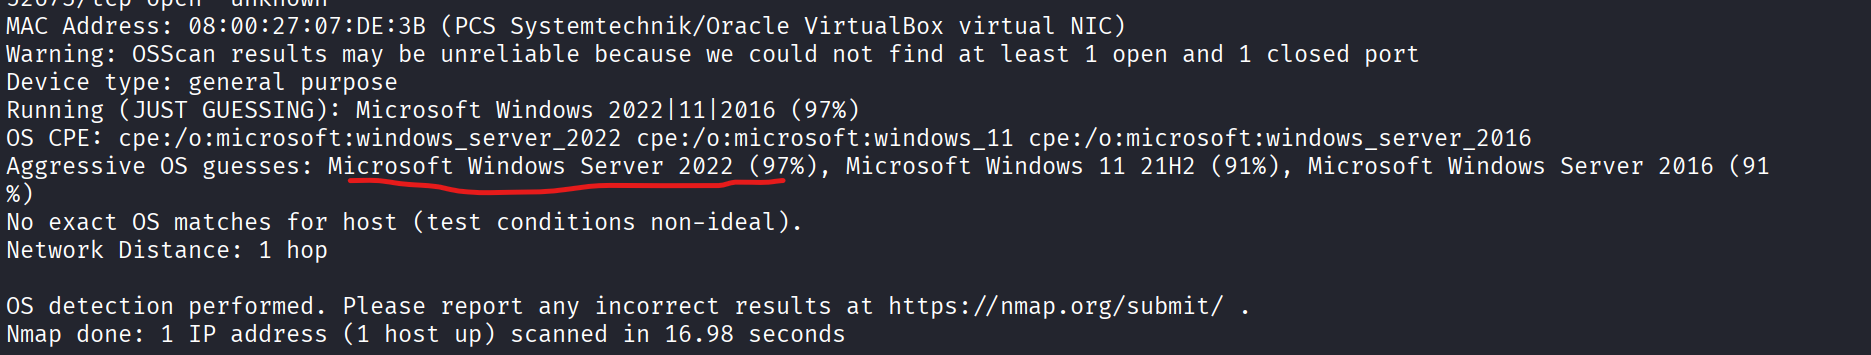 MAC Address: 08:00:27:07:DE:3B (PCS Systemtechnik/Oracle VirtualBox virtual NIC)
Warning: OSScan results may be unreliable because we could not find at least 1 open and 1 closed port
Device type: general purpose
Running (JUST GUESSING): Microsoft Windows 2022|11|2016 (97%)
OS CPE: cpe:/o:microsoft:windows_server_2022 cpe:/o:microsoft:windows_11 cpe:/o:microsoft:windows_server_2016
Aggressive OS guesses: Microsoft Windows Server 2022 (97%), Microsoft Windows 11 21H2 (91%), Microsoft Windows Server 2016 (91
%)
No exact OS matches for host (test conditions non-ideal).
Network Distance: 1 hop
OS detection performed. Please report any incorrect results at https://nmap.org/submit/ .
Nmap done: 1 IP address (1 host up) scanned in 16.98 seconds